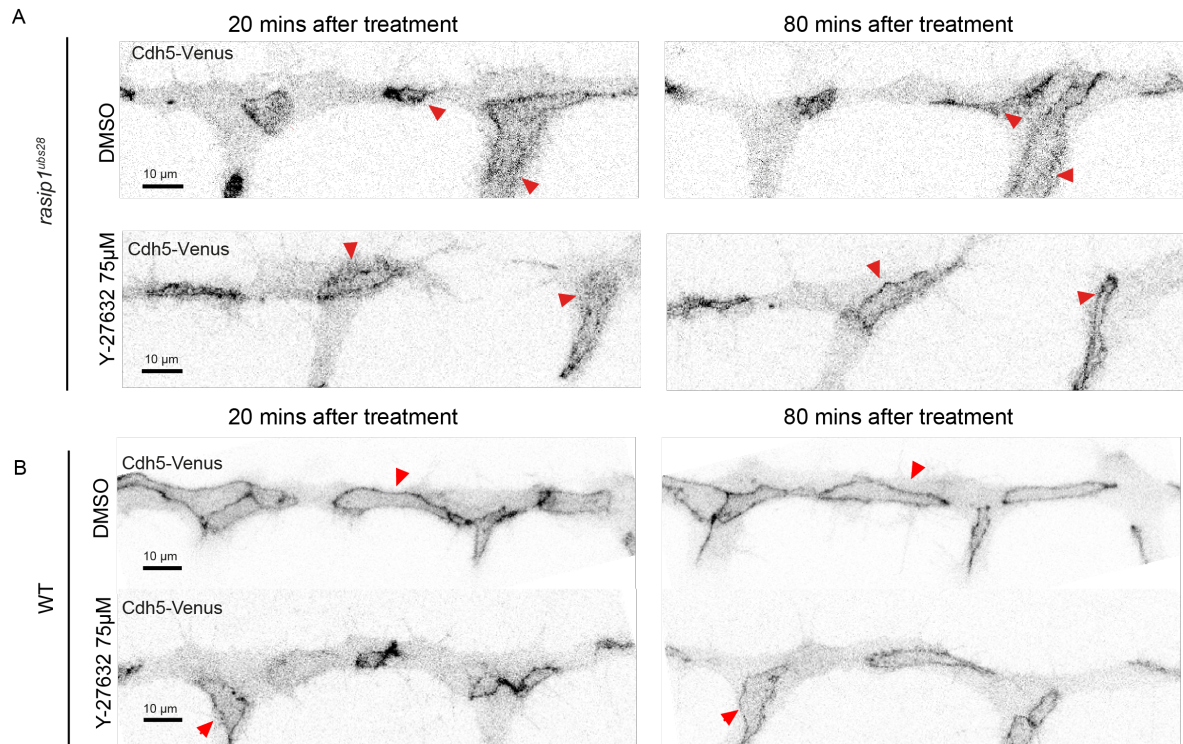 A
20 mins after treatment
80 mins after treatment
rasip1ubs28
DMSO
Cdh5-Venus
10 µm
Y-27632 75µM
Cdh5-Venus
10 µm
20 mins after treatment
80 mins after treatment
B
WT
DMSO
Cdh5-Venus
10 µm
Y-27632 75µM
Cdh5-Venus
10 µm